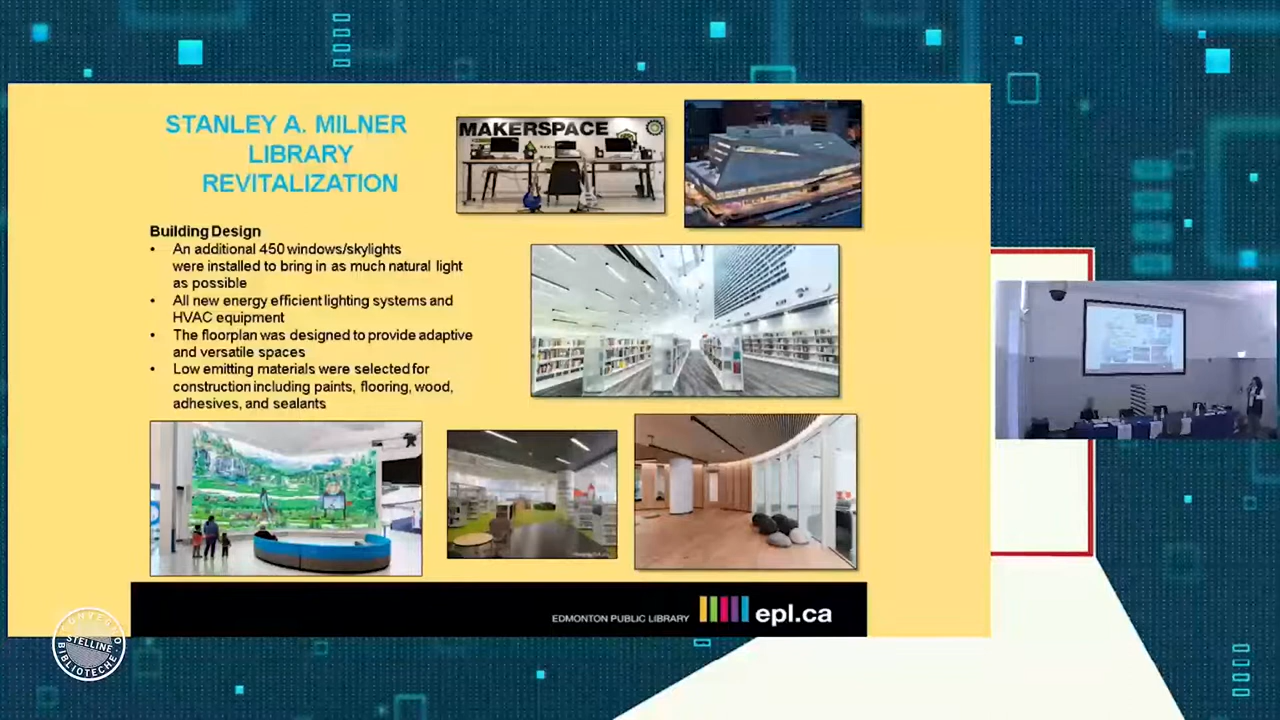 STANLEY A. MILNER
LIBRARY
REVITALIZATION
Building Design
• An additional 450 windows/skylights
were installed to bring in as much natural light
as possible
• All new energy efficient lighting systems and
HVAC equipment
• The floorplan was designed to provide adaptive
and versatile spaces
• Low emitting materials were selected for
construction including paints, flooring, wood,
adhesives, and sealants
MAKERSPACE
EDMONTON PUBLIC LIBRARY
epl.ca
CONVEGNO
STELLINE
BIBLIOTECHE